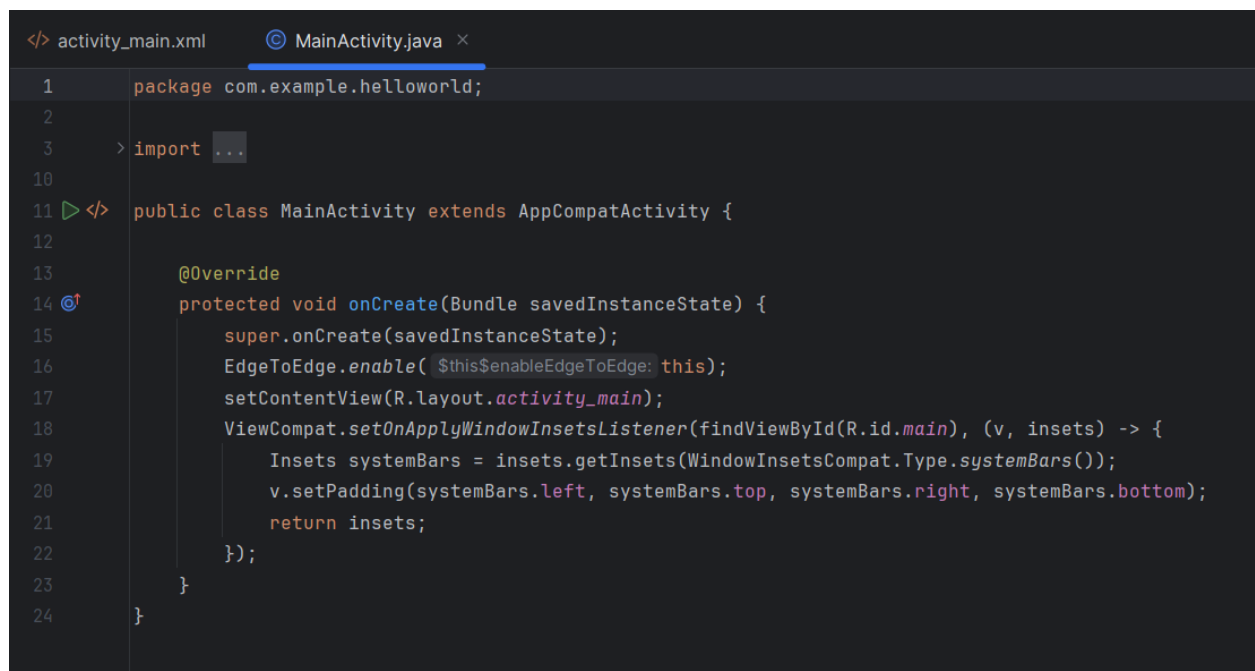 </> activity_main.xml © MainActivity.java ×
1 package com.example.helloworld;
2
3 > import ...
10
11 </> public class MainActivity extends AppCompatActivity {
12
13 @Override
14 protected void onCreate(Bundle savedInstanceState) {
15 super.onCreate(savedInstanceState);
16 EdgeToEdge.enable( $this$enableEdgeToEdge: this);
17 setContentView(R.layout.activity_main);
18 ViewCompat.setOnApplyWindowInsetsListener(findViewById(R.id.main), (v, insets) -> {
19 Insets systemBars = insets.getInsets(WindowInsetsCompat.Type.systemBars());
20 v.setPadding(systemBars.left, systemBars.top, systemBars.right, systemBars.bottom);
21 return insets;
22 });
23 }
24 }